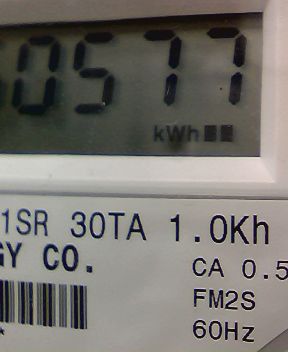 0577
kWh
1SR 30TA 1.0Kh
GY CO.
CA 0.5
FM2S
60Hz